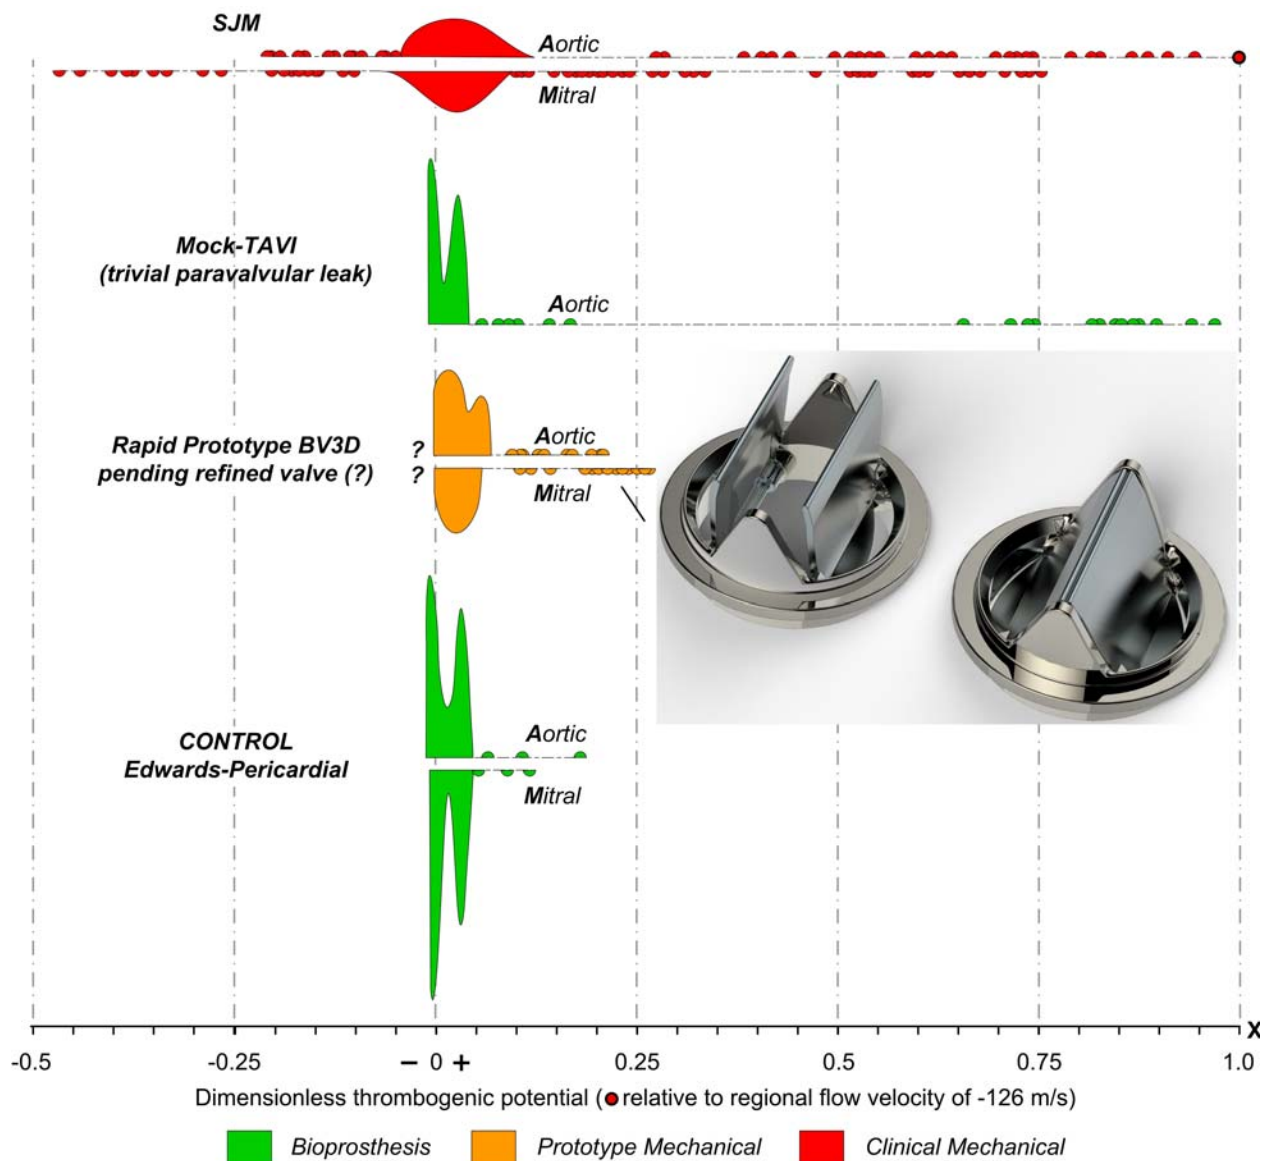 SJM
Aortic
Mitral
Mock-TAVI
(trivial paravalvular leak)
Aortic
Rapid Prototype BV3D
pending refined valve (?)
?
?
Aortic
Mitral
CONTROL
Edwards-Pericardial
Aortic
Mitral
X
-0.5 -0.25 – 0 + 0.25 0.5 0.75 1.0
Dimensionless thrombogenic potential (relative to regional flow velocity of -126 m/s)
Bioprosthesis Prototype Mechanical Clinical Mechanical